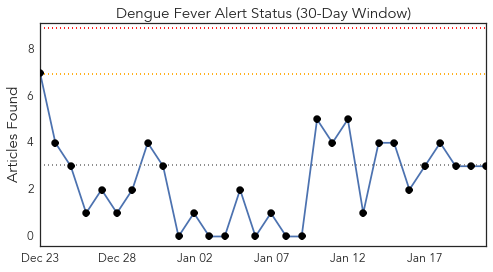 Dengue Fever Alert Status (30-Day Window)
Articles Found
8
6
4
2
0
Dec 23 Dec 28 Jan 02 Jan 07 Jan 12 Jan 17